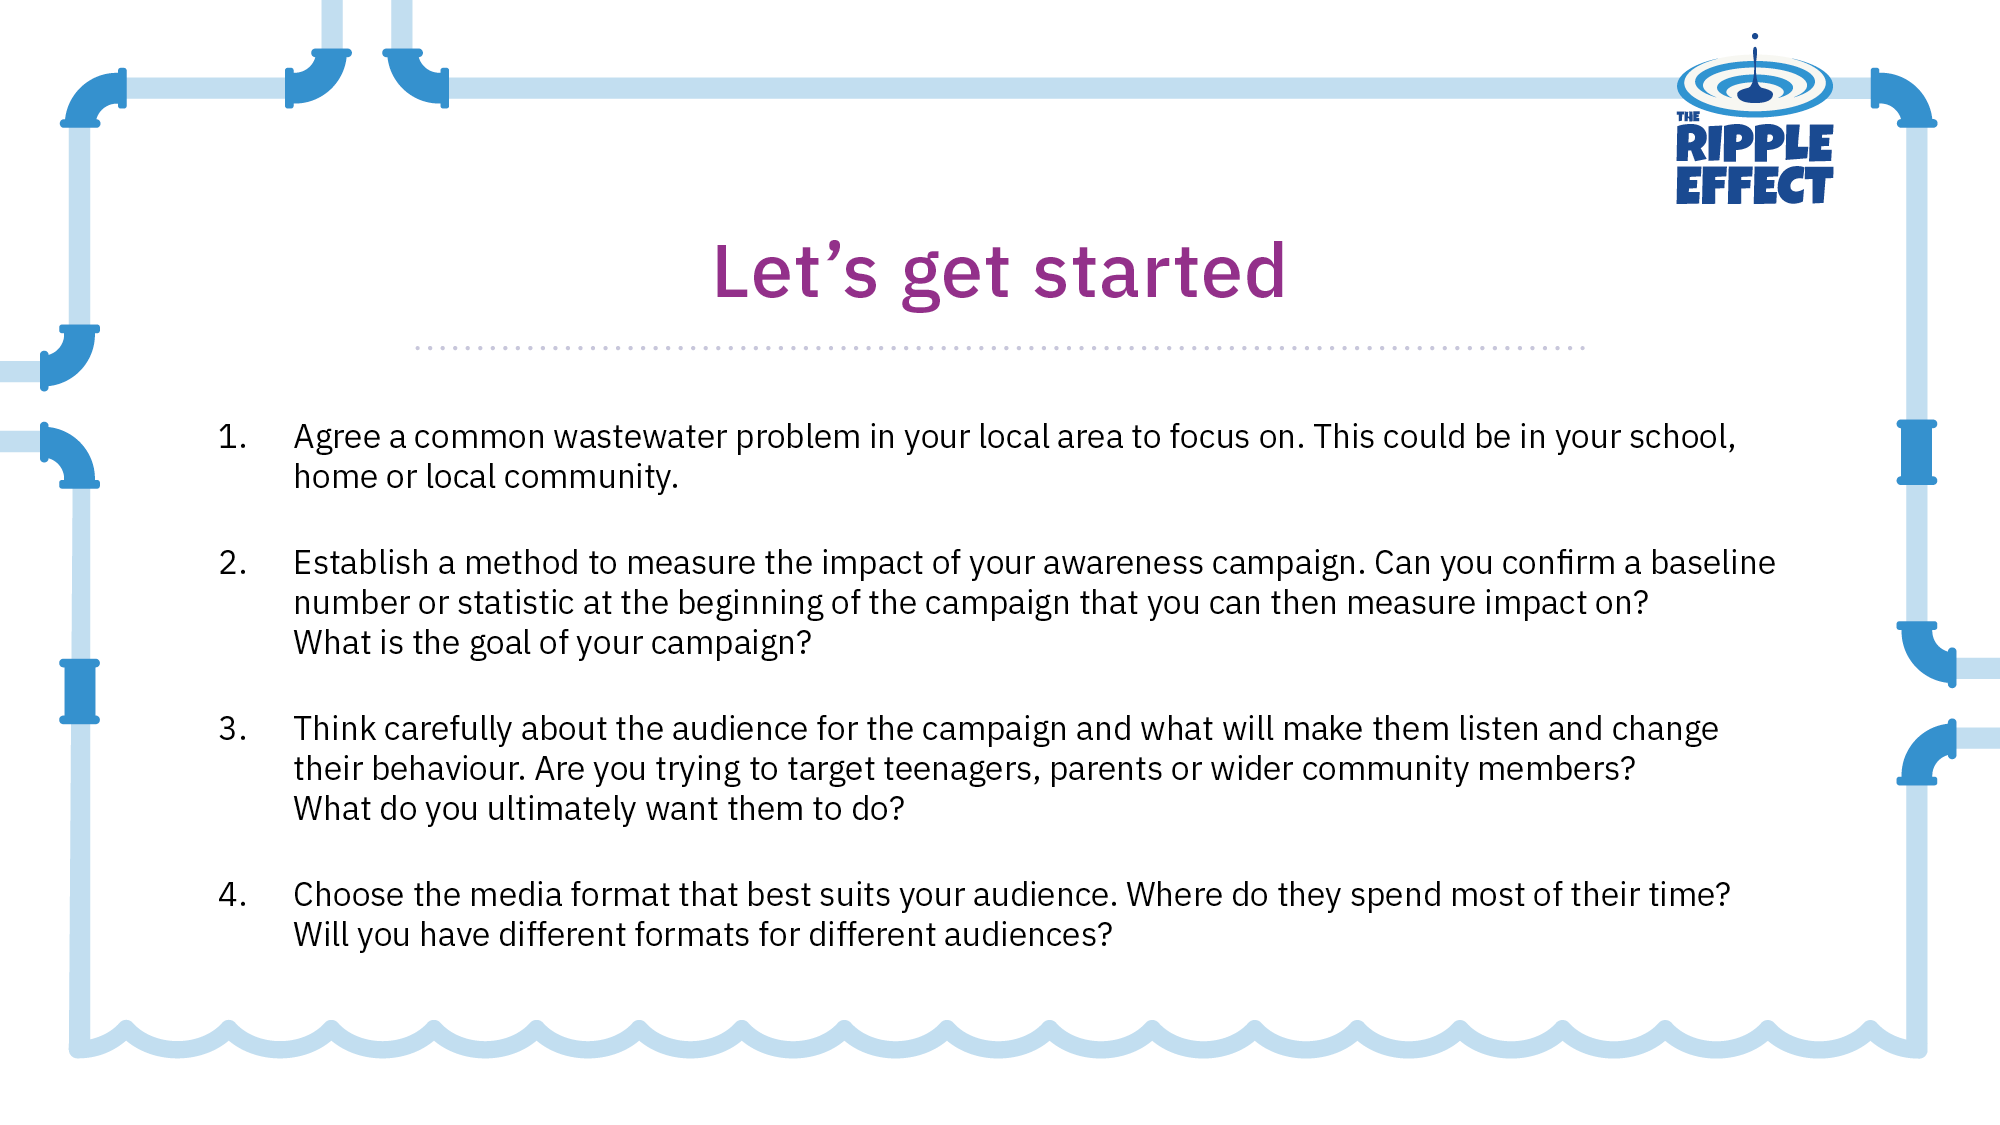 THE
RIPPLE
EFFECT
Let’s get started
1. Agree a common wastewater problem in your local area to focus on. This could be in your school,
home or local community.
2. Establish a method to measure the impact of your awareness campaign. Can you confirm a baseline
number or statistic at the beginning of the campaign that you can then measure impact on?
What is the goal of your campaign?
3. Think carefully about the audience for the campaign and what will make them listen and change
their behaviour. Are you trying to target teenagers, parents or wider community members?
What do you ultimately want them to do?
4. Choose the media format that best suits your audience. Where do they spend most of their time?
Will you have different formats for different audiences?